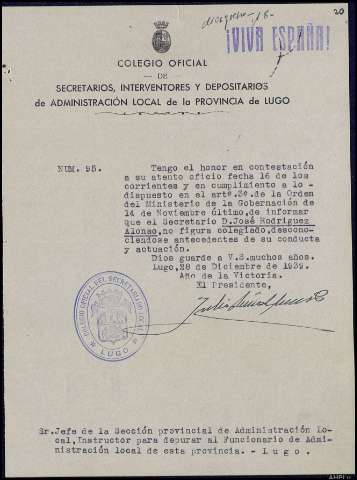 20
¡VIVA ESPAÑA!
COLEGIO OFICIAL
DE
SECRETARIOS, INTERVENTORES Y DEPOSITARIOS
de ADMINISTRACIÓN LOCAL de la PROVINCIA de LUGO
NUM. 95. Tengo el honor en contestación
a su atento oficio fecha 16 de los
corrientes y en cumplimiento a lo-
dispuesto en el artº.3º.de la Orden
del Ministerio de la Gobernación de
14 de Noviembre último,de informar
que el Secretario D.José Rodriguez
Alonso,no figura colegiado,descono-
ciendose antecedentes de su conducta
y actuación.
Dios guarde a V.S.muchos años.
Lugo,28 de Diciembre de 1939.
Año de la Victoria.
El Presidente,
COLEGIO OFICIAL DEL SECRETARIADO LOCAL
LUGO
Sr.Jefe de la Sección provincial de Administración Lo-
cal,Instructor para depurar al Funcionario de Admi-
nistración local de esta provincia. - L u g o .